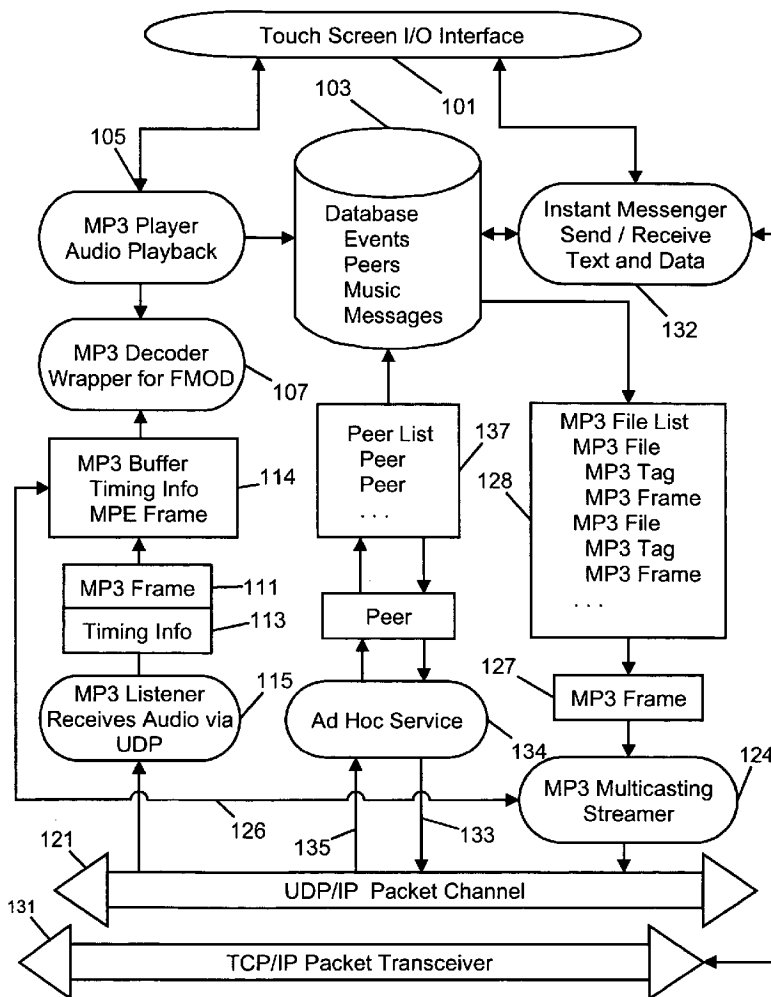 Touch Screen I/O Interface
101
103
105
MP3 Player
Audio Playback
Database
Events
Peers
Music
Messages
Instant Messenger
Send / Receive
Text and Data
132
MP3 Decoder
Wrapper for FMOD
107
MP3 Buffer
Timing Info
MPE Frame
114
Peer List
Peer
Peer
. . .
137
MP3 File List
MP3 File
MP3 Tag
MP3 Frame
MP3 File
MP3 Tag
MP3 Frame
. . .
128
MP3 Frame
111
Timing Info
113
Peer
MP3 Listener
Receives Audio via
UDP
115
Ad Hoc Service
134
127
MP3 Frame
MP3 Multicasting
Streamer
124
126
135
133
121
UDP/IP Packet Channel
131
TCP/IP Packet Transceiver